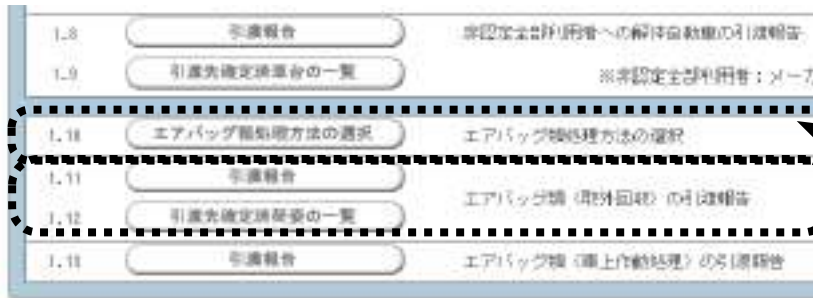 1.8 引渡報告 非認定全部利用者への解体自動車の引渡報告
1.9 引渡先確定済車台の一覧 ※非認定全部利用者：メーカ
1.10 エアバッグ類処理方法の選択 エアバッグ類処理方法の選択
1.11 引渡報告
エアバッグ類（取外回収）の引渡報告
1.12 引渡先確定済荷姿の一覧
1.13 引渡報告 エアバッグ類（車上作動処理）の引渡報告